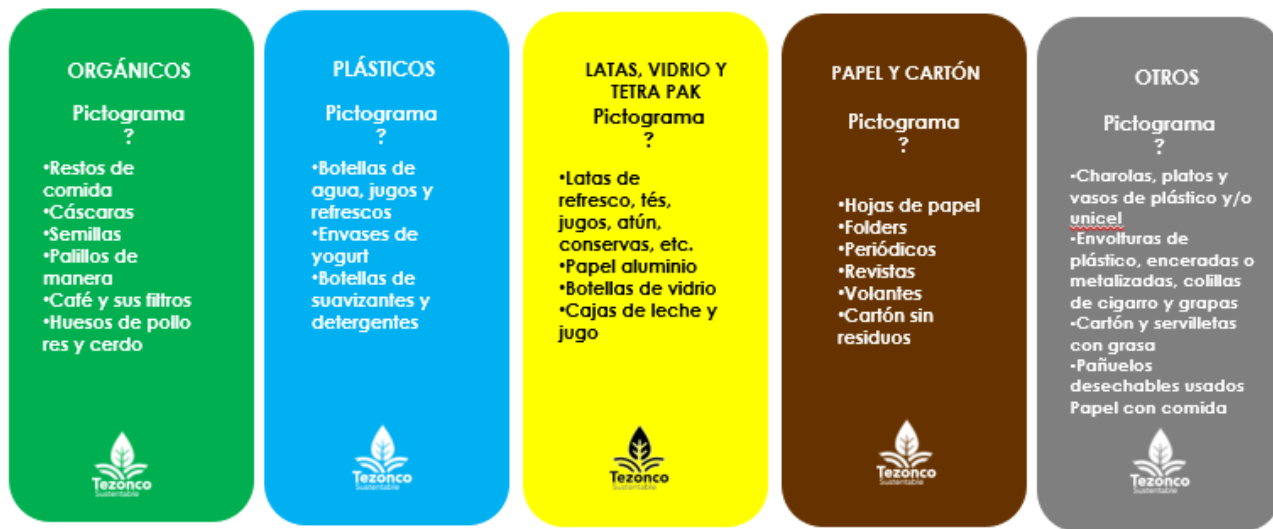 ORGÁNICOS
Pictograma
?
•Restos de
comida
•Cáscaras
•Semillas
•Palillos de
manera
•Café y sus filtros
•Huesos de pollo
res y cerdo
Tezonco
Sustentable
PLÁSTICOS
Pictograma
?
•Botellas de
agua, jugos y
refrescos
•Envases de
yogurt
•Botellas de
suavizantes y
detergentes
Tezonco
Sustentable
LATAS, VIDRIO Y
TETRA PAK
Pictograma
?
•Latas de
refresco, tés,
jugos, atún,
conservas, etc.
•Papel aluminio
•Botellas de vidrio
•Cajas de leche y
jugo
Tezonco
Sustentable
PAPEL Y CARTÓN
Pictograma
?
•Hojas de papel
•Folders
•Periódicos
•Revistas
•Volantes
•Cartón sin
residuos
Tezonco
Sustentable
OTROS
Pictograma
?
•Charolas, platos y
vasos de plástico y/o
unicel
•Envolturas de
plástico, enceradas o
metalizadas, colillas
de cigarro y grapas
•Cartón y servilletas
con grasa
•Pañuelos
desechables usados
Papel con comida
Tezonco
Sustentable